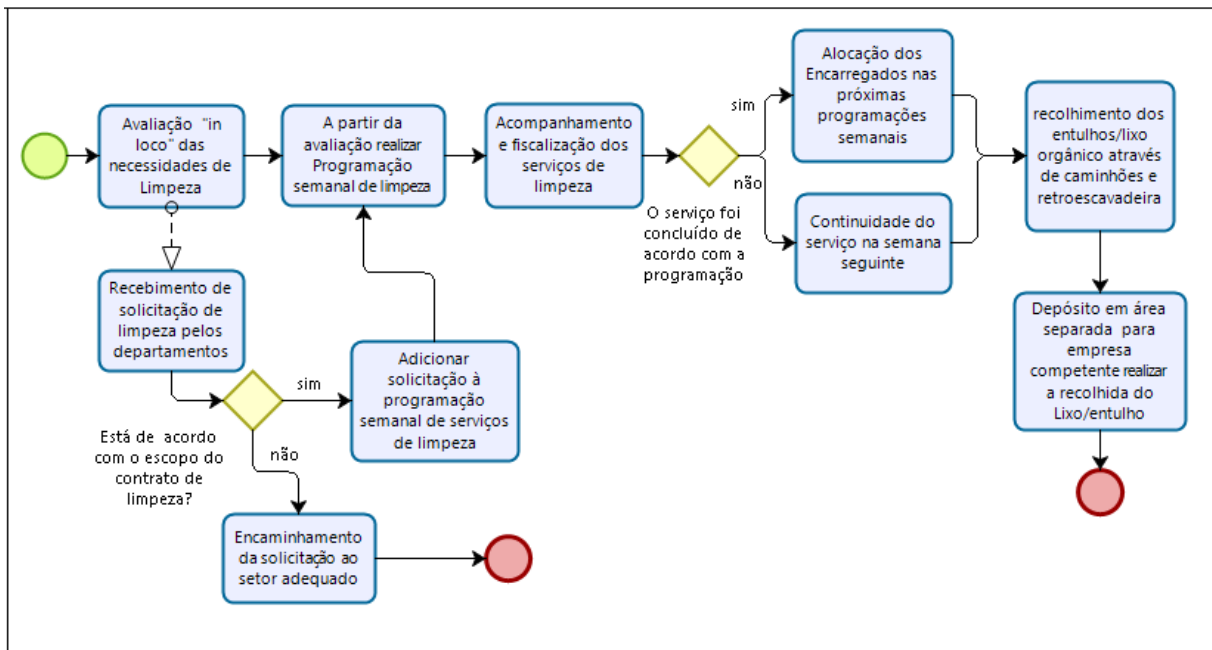 Avaliação "in
loco" das
necessidades de
Limpeza
A partir da
avaliação realizar
Programação
semanal de limpeza
Acompanhamento
e fiscalização dos
serviços de
limpeza
sim
não
O serviço foi
concluído de
acordo com a
programação
Alocação dos
Encarregados nas
próximas
programações
semanais
Continuidade do
serviço na semana
seguinte
recolhimento dos
entulhos/lixo
orgânico através
de caminhões e
retroescavadeira
Depósito em área
separada para
empresa
competente realizar
a recolhida do
Lixo/entulho
Recebimento de
solicitação de
limpeza pelos
departamentos
Está de acordo
com o escopo do
contrato de
limpeza?
sim
não
Adicionar
solicitação à
programação
semanal de serviços
de limpeza
Encaminhamento
da solicitação ao
setor adequado